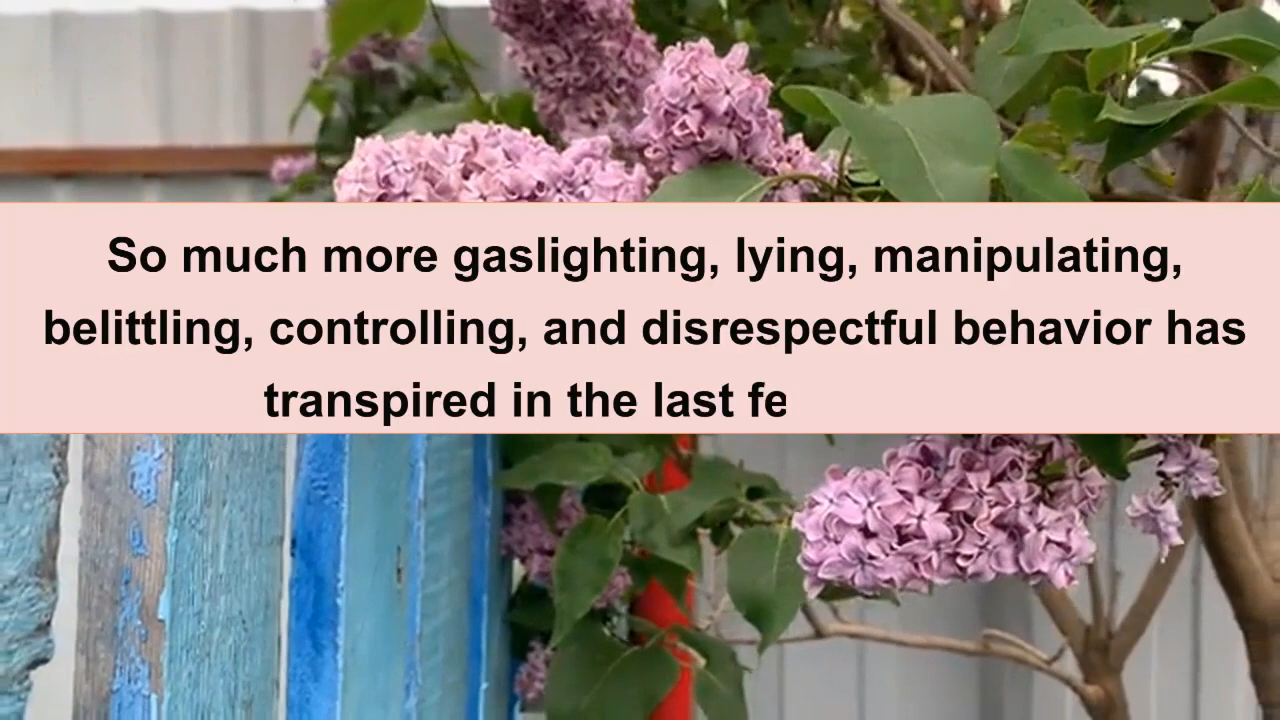 So much more gaslighting, lying, manipulating,
belittling, controlling, and disrespectful behavior has
transpired in the last fe